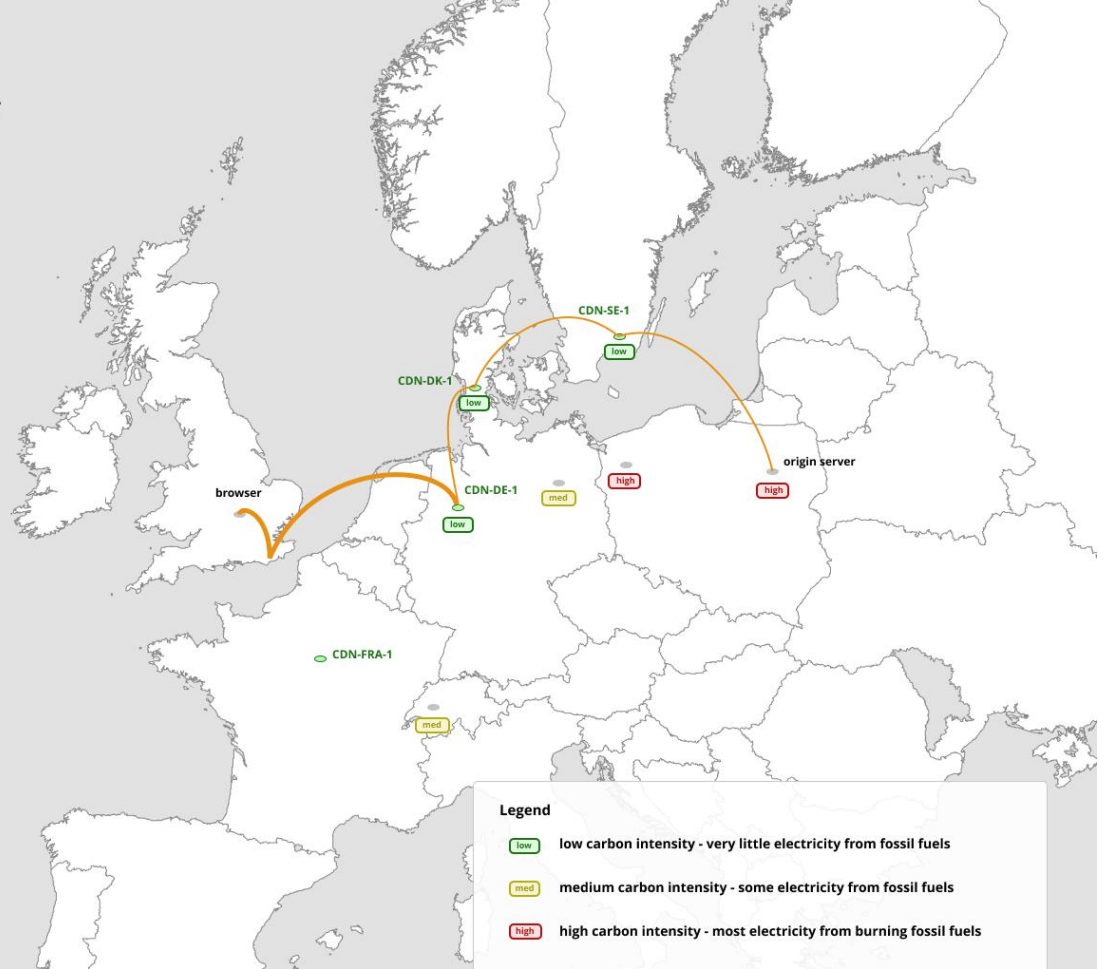 CDN-SE-1
low
CDN-DK-1
low
origin server
high
high
browser
CDN-DE-1
med
low
CDN-FRA-1
med
Legend
low low carbon intensity - very little electricity from fossil fuels
med medium carbon intensity - some electricity from fossil fuels
high high carbon intensity - most electricity from burning fossil fuels